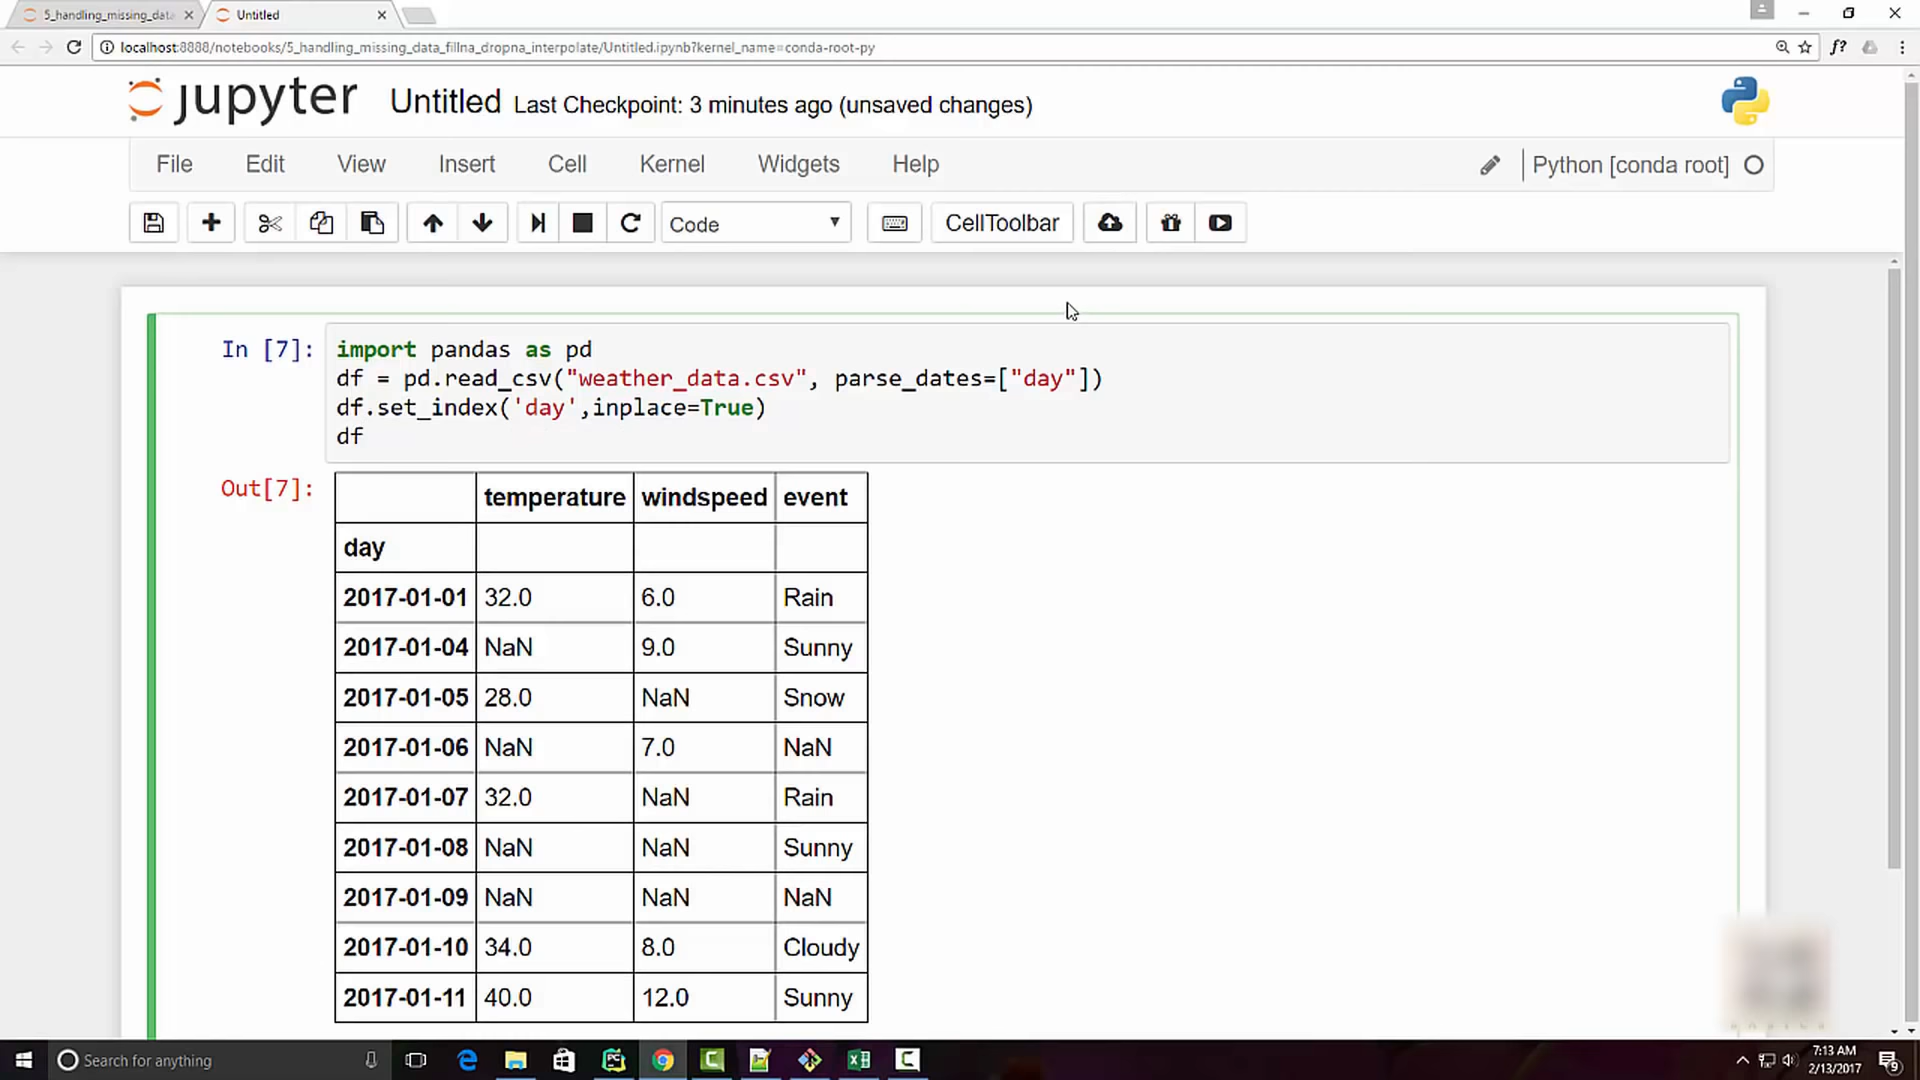 5_handling_missing_data
Untitled
localhost:8888/notebooks/5_handling_missing_data_fillna_dropna_interpolate/Untitled.ipynb?kernel_name=conda-root-py
f?
jupyter Untitled Last Checkpoint: 3 minutes ago (unsaved changes)
File Edit View Insert Cell Kernel Widgets Help Python [conda root]
Code CellToolbar
In [7]: import pandas as pd
df = pd.read_csv("weather_data.csv", parse_dates=["day"])
df.set_index('day',inplace=True)
df
Out[7]: temperature windspeed event
day
2017-01-01 32.0 6.0 Rain
2017-01-04 NaN 9.0 Sunny
2017-01-05 28.0 NaN Snow
2017-01-06 NaN 7.0 NaN
2017-01-07 32.0 NaN Rain
2017-01-08 NaN NaN Sunny
2017-01-09 NaN NaN NaN
2017-01-10 34.0 8.0 Cloudy
2017-01-11 40.0 12.0 Sunny
Search for anything
7:13 AM
2/13/2017